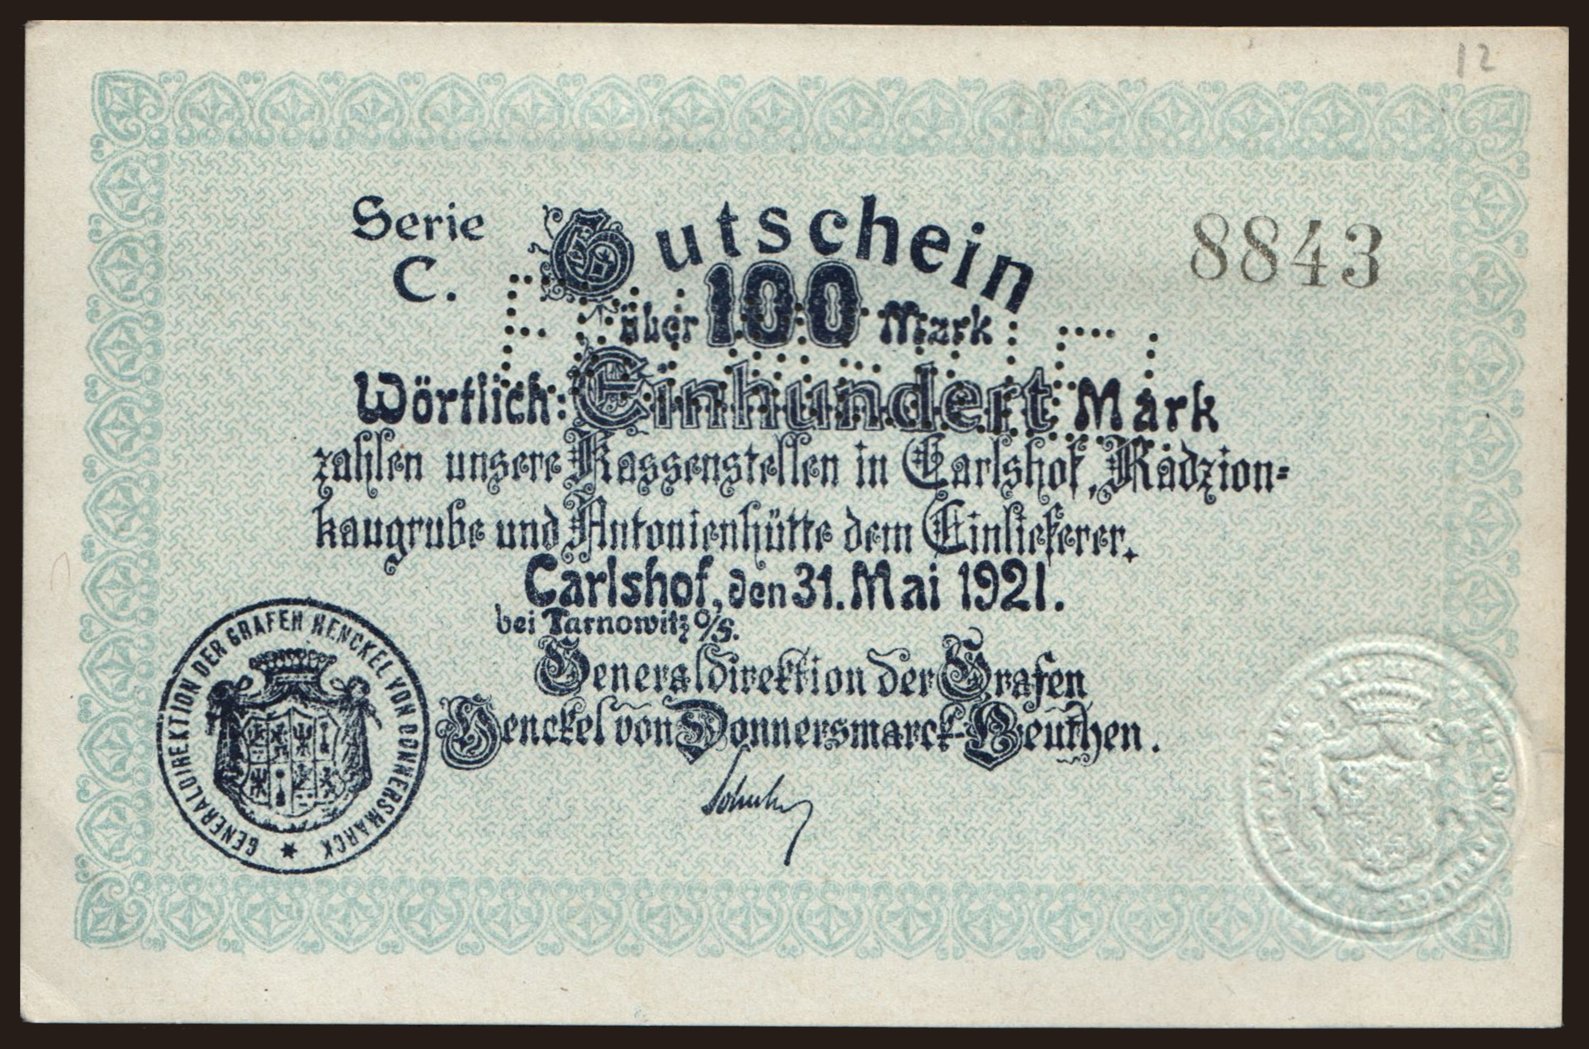 12
Serie
C.
Gutschein
8843
über 100 Mark
Wörtlich: Einhundert Mark
zahlen unsere Kassenstellen in Carlshof, Radzion=
kaugrube und Antonienhütte dem Einlieferer.
Carlshof, den 31. Mai 1921.
bei Tarnowitz O/S.
Generaldirektion der Grafen
Henckel von Donnersmarck-Beuthen.
GENERALDIREKTION DER GRAFEN HENCKEL VON DONNERSMARCK